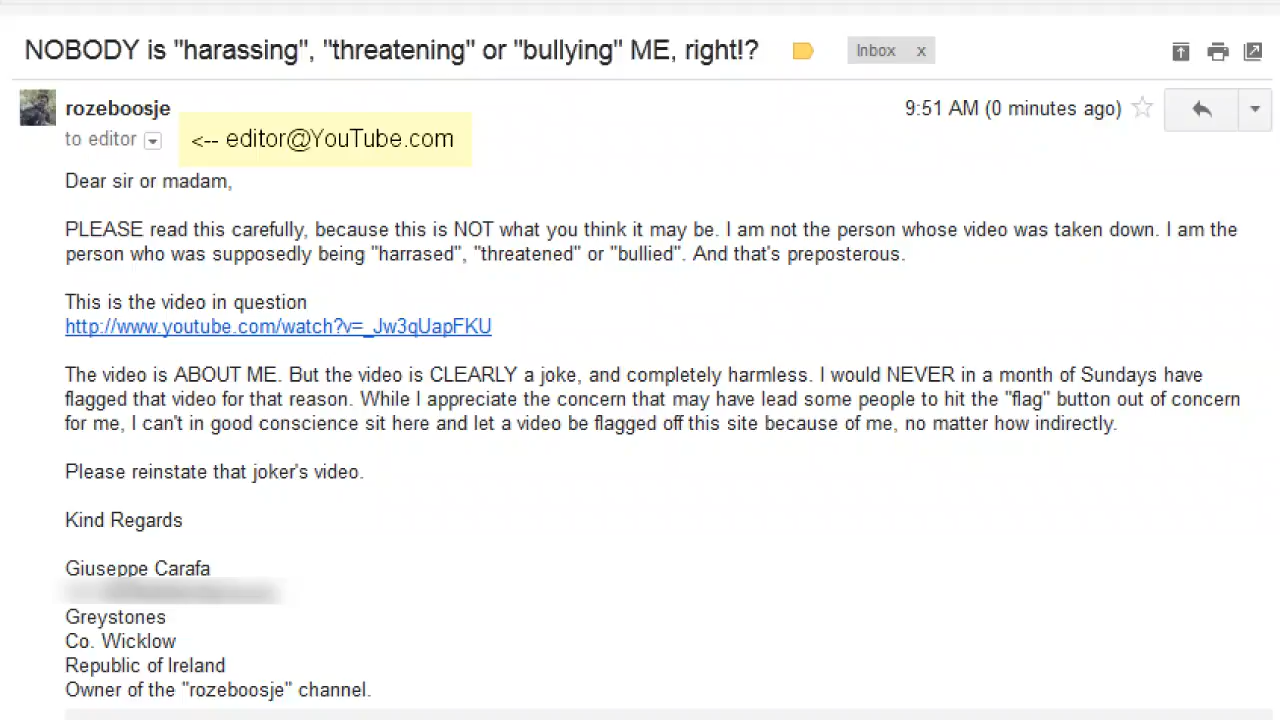 NOBODY is "harassing", "threatening" or "bullying" ME, right!? Inbox x
rozeboosje 9:51 AM (0 minutes ago)
to editor <-- editor@YouTube.com
Dear sir or madam,
PLEASE read this carefully, because this is NOT what you think it may be. I am not the person whose video was taken down. I am the
person who was supposedly being "harrased", "threatened" or "bullied". And that's preposterous.
This is the video in question
http://www.youtube.com/watch?v=_Jw3qUapFKU
The video is ABOUT ME. But the video is CLEARLY a joke, and completely harmless. I would NEVER in a month of Sundays have
flagged that video for that reason. While I appreciate the concern that may have lead some people to hit the "flag" button out of concern
for me, I can't in good conscience sit here and let a video be flagged off this site because of me, no matter how indirectly.
Please reinstate that joker's video.
Kind Regards
Giuseppe Carafa
Greystones
Co. Wicklow
Republic of Ireland
Owner of the "rozeboosje" channel.